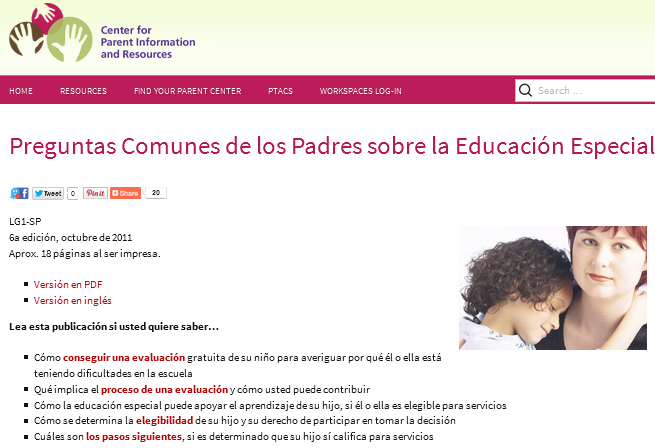 Center for
Parent Information
and Resources
HOME RESOURCES FIND YOUR PARENT CENTER PTACS WORKSPACES LOG-IN Search ...
Preguntas Comunes de los Padres sobre la Educación Especial
Tweet 0 Pin it Share 20
LG1-SP
6a edición, octubre de 2011
Aprox. 18 páginas al ser impresa.
Versión en PDF
Versión en inglés
Lea esta publicación si usted quiere saber…
Cómo conseguir una evaluación gratuita de su niño para averiguar por qué él o ella está
teniendo dificultades en la escuela
Qué implica el proceso de una evaluación y cómo usted puede contribuir
Cómo la educación especial puede apoyar el aprendizaje de su hijo, si él o ella es elegible para servicios
Cómo se determina la elegibilidad de su hijo y su derecho de participar en tomar la decisión
Cuáles son los pasos siguientes, si es determinado que su hijo sí califica para servicios